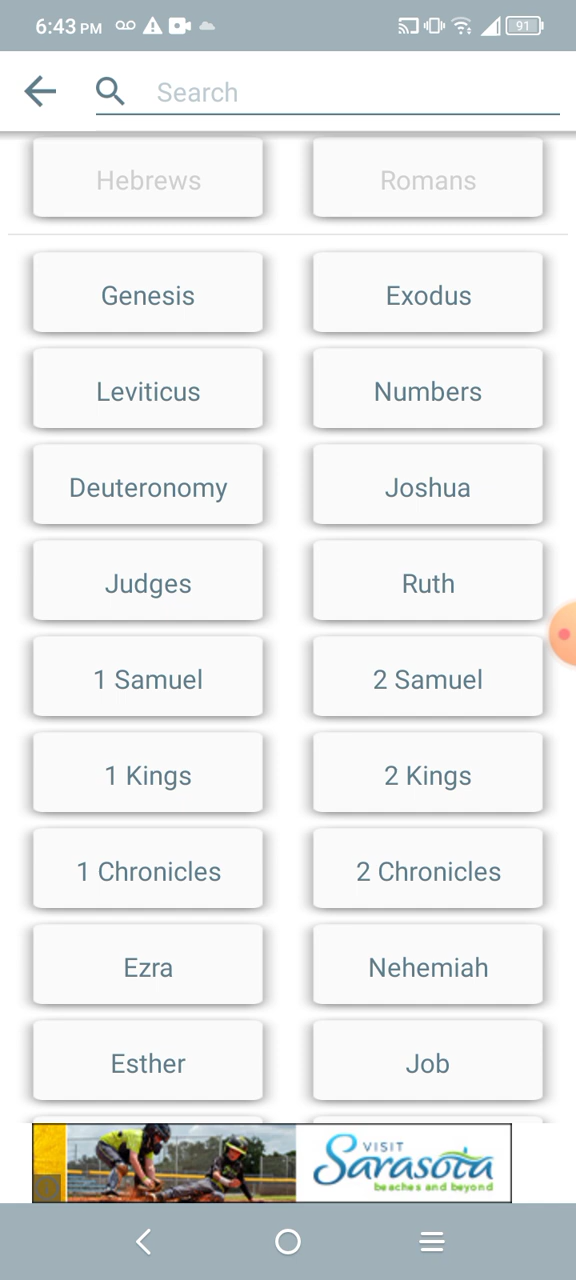 6:43 PM 91
Search
Hebrews Romans
Genesis Exodus
Leviticus Numbers
Deuteronomy Joshua
Judges Ruth
1 Samuel 2 Samuel
1 Kings 2 Kings
1 Chronicles 2 Chronicles
Ezra Nehemiah
Esther Job
VISIT
Sarasota
beaches and beyond